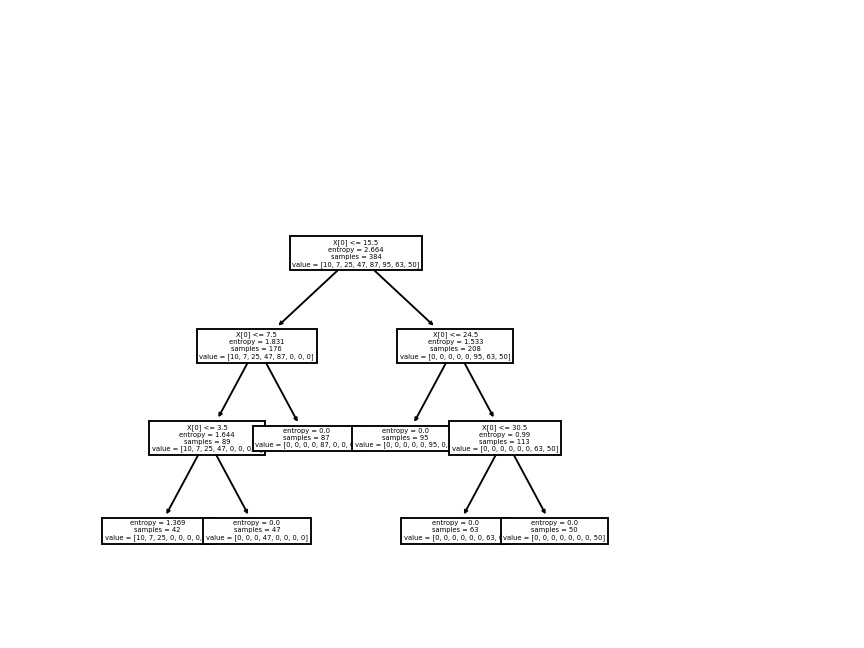 X[0] <= 15.5
entropy = 2.664
samples = 384
value = [10, 7, 25, 47, 87, 95, 63, 50]
X[0] <= 7.5
entropy = 1.831
samples = 176
value = [10, 7, 25, 47, 87, 0, 0, 0]
X[0] <= 24.5
entropy = 1.533
samples = 208
value = [0, 0, 0, 0, 0, 95, 63, 50]
X[0] <= 3.5
entropy = 1.644
samples = 89
value = [10, 7, 25, 47, 0, 0, 0,
entropy = 0.0
samples = 87
value = [0, 0, 0, 0, 87, 0, 0,
entropy = 0.0
samples = 95
value = [0, 0, 0, 0, 0, 95, 0,
X[0] <= 30.5
entropy = 0.99
samples = 113
value = [0, 0, 0, 0, 0, 0, 63, 50]
entropy = 1.369
samples = 42
value = [10, 7, 25, 0, 0, 0, 0,
entropy = 0.0
samples = 47
value = [0, 0, 0, 47, 0, 0, 0, 0]
entropy = 0.0
samples = 63
value = [0, 0, 0, 0, 0, 0, 63,
entropy = 0.0
samples = 50
value = [0, 0, 0, 0, 0, 0, 0, 50]